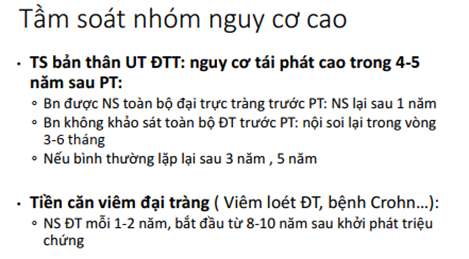 Tầm soát nhóm nguy cơ cao
• TS bản thân UT ĐTT: nguy cơ tái phát cao trong 4-5
năm sau PT:
◦ Bn được NS toàn bộ đại trực tràng trước PT: NS lại sau 1 năm
◦ Bn không khảo sát toàn bộ ĐT trước PT: nội soi lại trong vòng
3-6 tháng
◦ Nếu bình thường lặp lại sau 3 năm , 5 năm
• Tiền căn viêm đại tràng ( Viêm loét ĐT, bệnh Crohn…):
◦ NS ĐT mỗi 1-2 năm, bắt đầu từ 8-10 năm sau khởi phát triệu
chứng